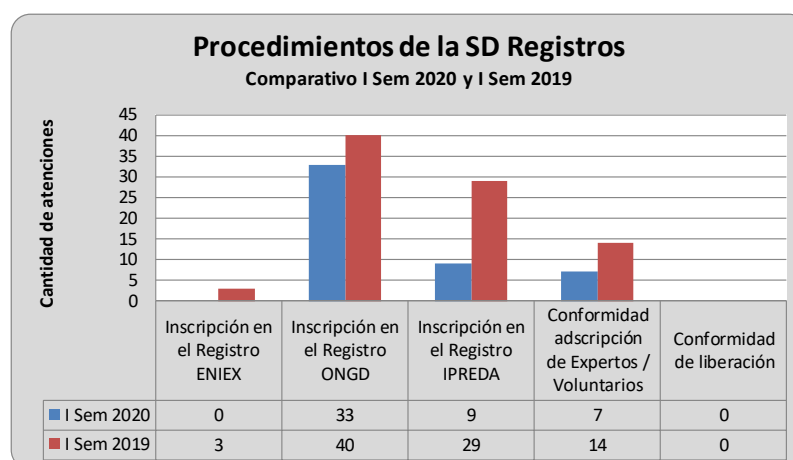 Procedimientos de la SD Registros
Comparativo I Sem 2020 y I Sem 2019
Cantidad de atenciones
45
40
35
30
25
20
15
10
5
0
Inscripción en
el Registro
ENIEX
Inscripción en
el Registro
ONGD
Inscripción en
el Registro
IPREDA
Conformidad
adscripción
de Expertos /
Voluntarios
Conformidad
de liberación
I Sem 2020 0 33 9 7 0
I Sem 2019 3 40 29 14 0